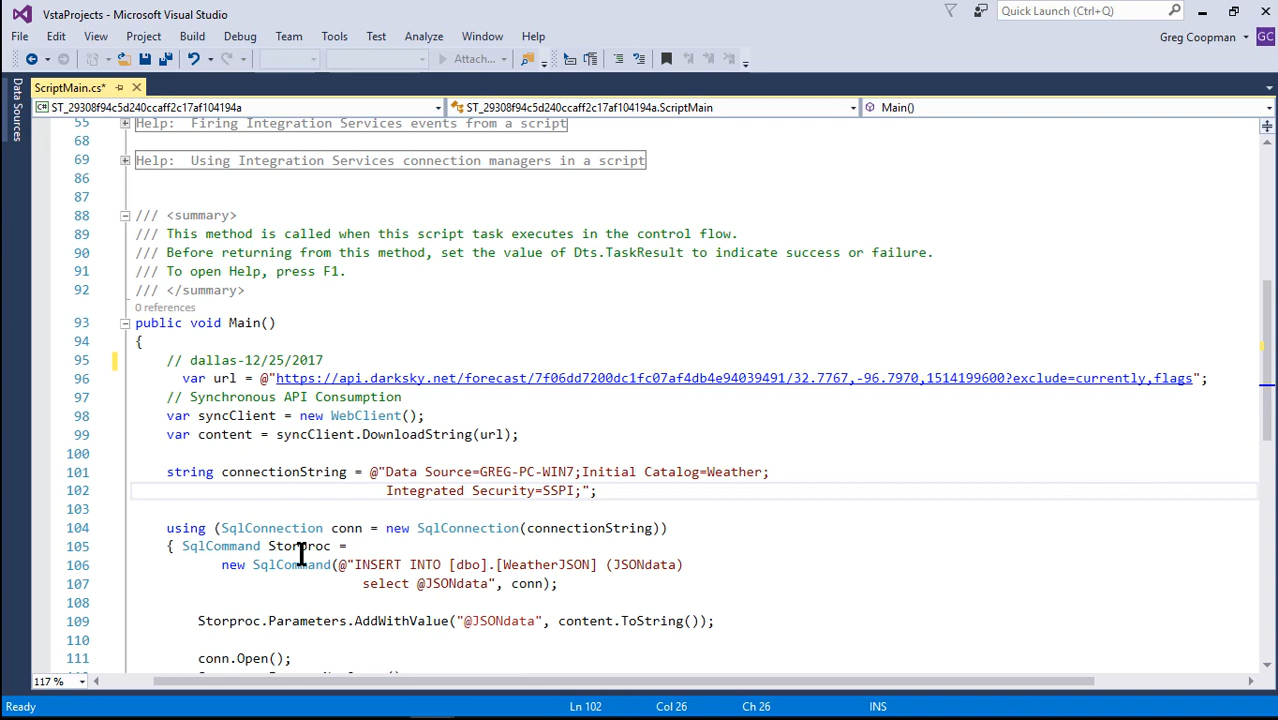 VstaProjects - Microsoft Visual Studio
Quick Launch (Ctrl+Q)
File Edit View Project Build Debug Team Tools Test Analyze Window Help
Greg Coopman GC
Attach...
Data Sources
ScriptMain.cs*
ST_29308f94c5d240ccaff2c17af104194a ST_29308f94c5d240ccaff2c17af104194a.ScriptMain Main()
55 Help: Firing Integration Services events from a script
68
69 Help: Using Integration Services connection managers in a script
86
87
88 /// <summary>
89 /// This method is called when this script task executes in the control flow.
90 /// Before returning from this method, set the value of Dts.TaskResult to indicate success or failure.
91 /// To open Help, press F1.
92 /// </summary>
0 references
93 public void Main()
94 {
95 // dallas-12/25/2017
96 var url = @"https://api.darksky.net/forecast/7f06dd7200dc1fc07af4db4e94039491/32.7767,-96.7970,1514199600?exclude=currently,flags";
97 // Synchronous API Consumption
98 var syncClient = new WebClient();
99 var content = syncClient.DownloadString(url);
100
101 string connectionString = @"Data Source=GREG-PC-WIN7;Initial Catalog=Weather;
102 Integrated Security=SSPI;";
103
104 using (SqlConnection conn = new SqlConnection(connectionString))
105 { SqlCommand Storproc =
106 new SqlCommand(@"INSERT INTO [dbo].[WeatherJSON] (JSONdata)
107 select @JSONdata", conn);
108
109 Storproc.Parameters.AddWithValue("@JSONdata", content.ToString());
110
111 conn.Open();
117 %
Ready Ln 102 Col 26 Ch 26 INS